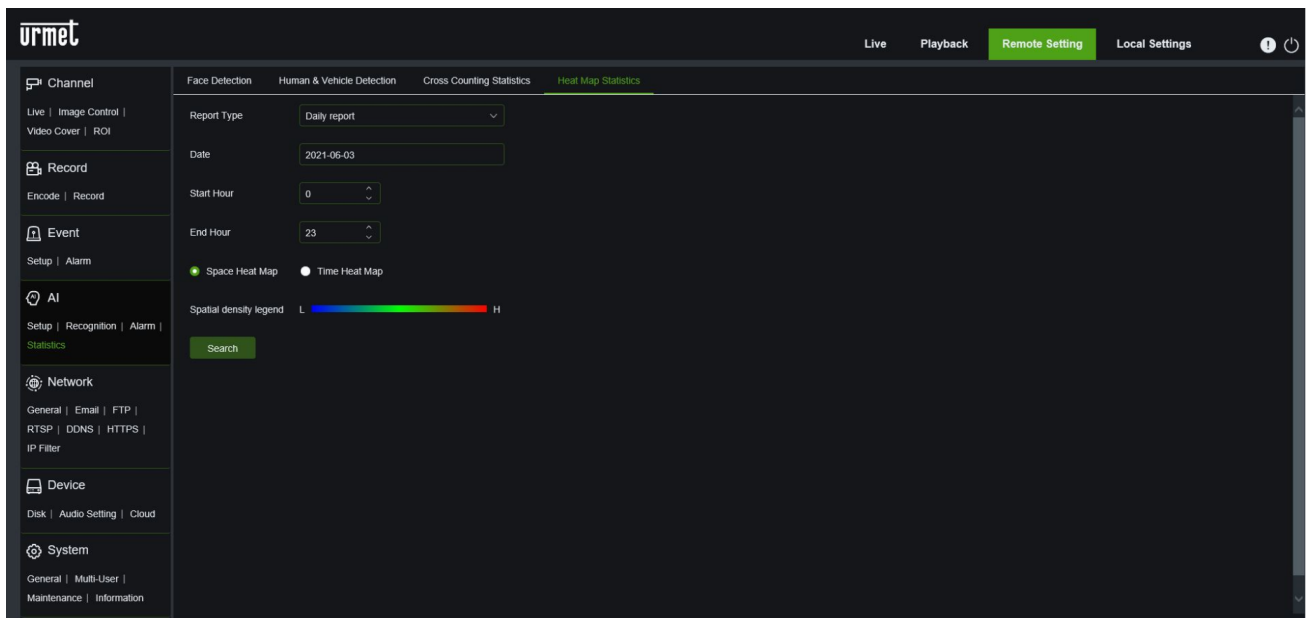 urmet
Live Playback Remote Setting Local Settings
Channel
Live | Image Control |
Video Cover | ROI
Record
Encode | Record
Event
Setup | Alarm
AI
Setup | Recognition | Alarm |
Statistics
Network
General | Email | FTP |
RTSP | DDNS | HTTPS |
IP Filter
Device
Disk | Audio Setting | Cloud
System
General | Multi-User |
Maintenance | Information
Face Detection Human & Vehicle Detection Cross Counting Statistics Heat Map Statistics
Report Type Daily report
Date 2021-06-03
Start Hour 0
End Hour 23
Space Heat Map Time Heat Map
Spatial density legend L H
Search